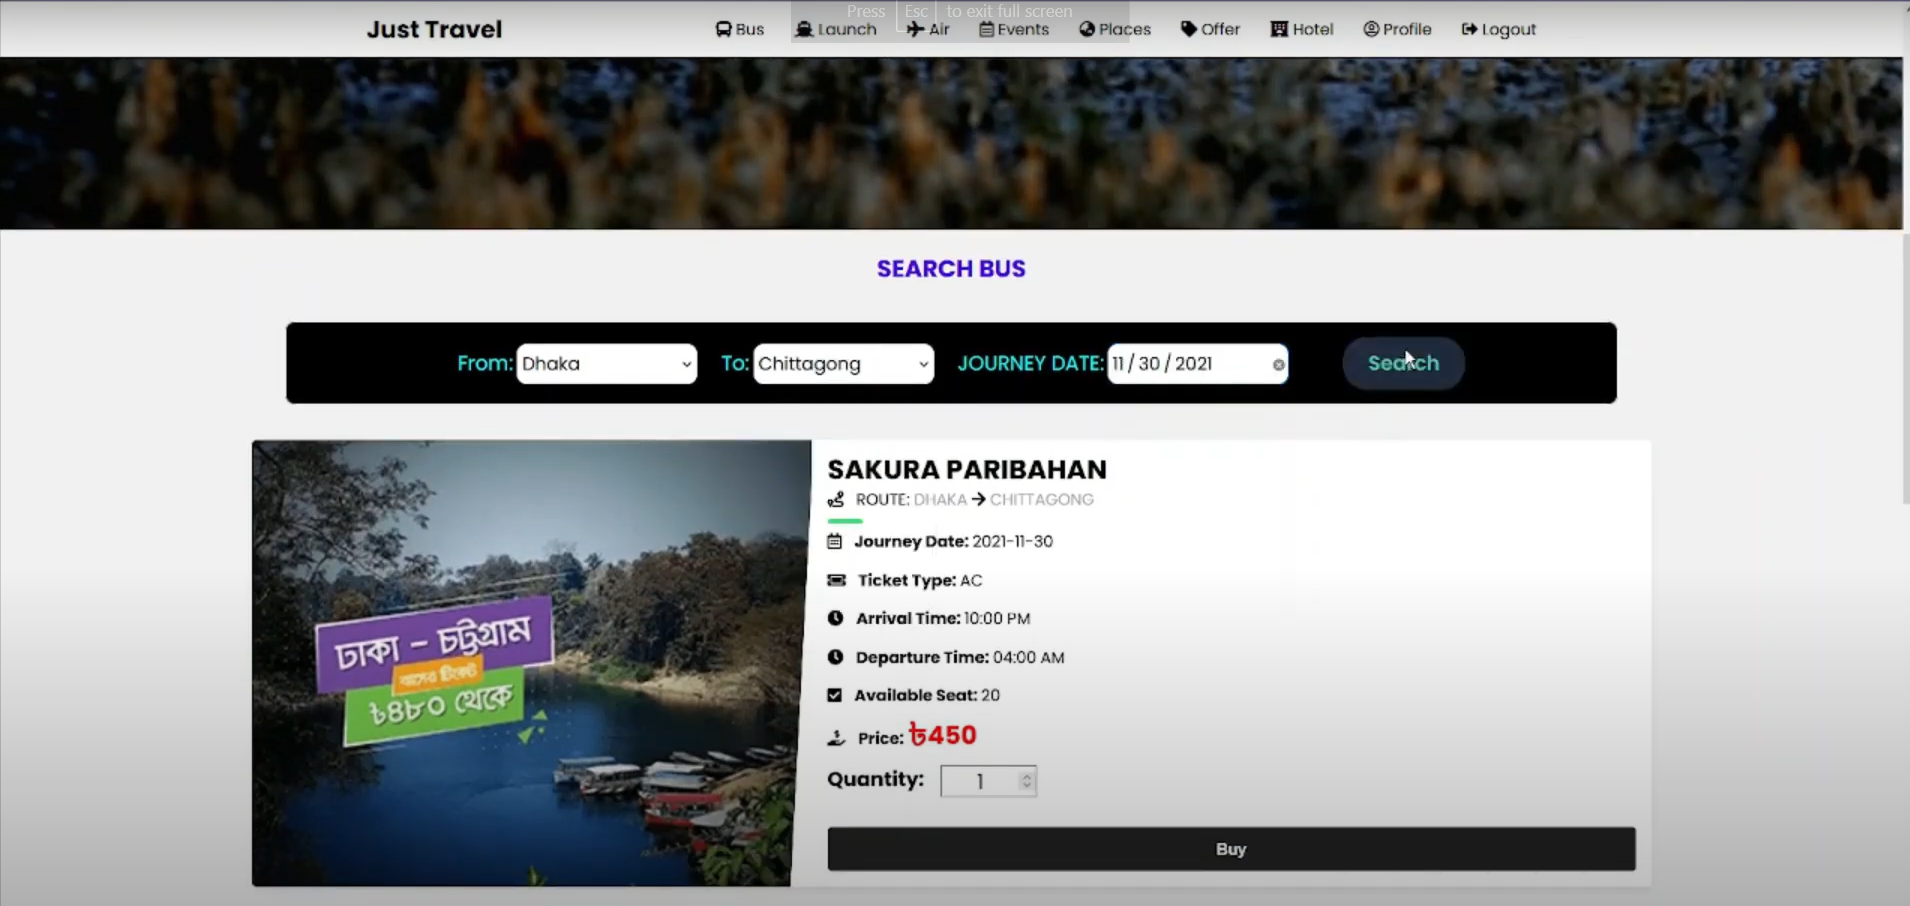 Press Esc to exit full screen
Just Travel Bus Launch Air Events Places Offer Hotel Profile Logout
SEARCH BUS
From: Dhaka To: Chittagong JOURNEY DATE: 11 / 30 / 2021 Search
SAKURA PARIBAHAN
ROUTE: DHAKA → CHITTAGONG
Journey Date: 2021-11-30
Ticket Type: AC
Arrival Time: 10:00 PM
Departure Time: 04:00 AM
Available Seat: 20
Price: ৳450
Quantity: 1
Buy
ঢাকা - চট্টগ্রাম
বাসের টিকেট
৳৪৮০ থেকে